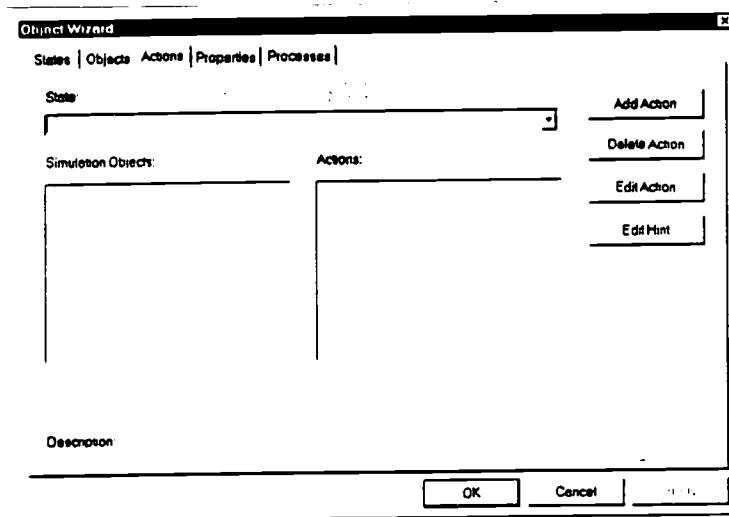 Object Wizard
States Objects Actions Properties Processes
State:
Add Action
Delete Action
Simulation Objects: Actions:
Edit Action
Edit Hint
Description:
OK Cancel